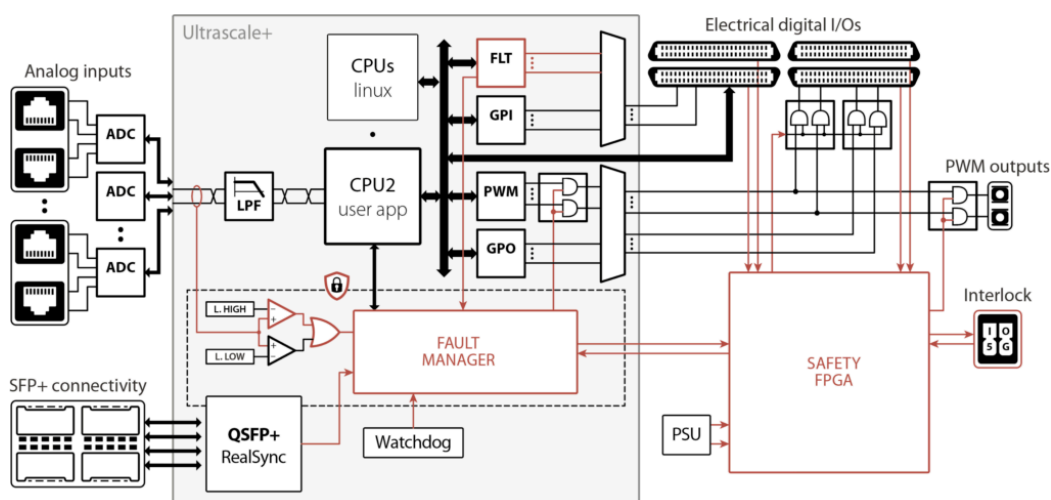 Ultrascale+
Electrical digital I/Os
Analog inputs
CPUs
linux
FLT
ADC
GPI
ADC
LPF
CPU2
user app
PWM
PWM outputs
ADC
GPO
L. HIGH
- +
+ -
L. LOW
FAULT
MANAGER
SAFETY
FPGA
Interlock
I O
5 G
SFP+ connectivity
QSFP+
RealSync
Watchdog
PSU